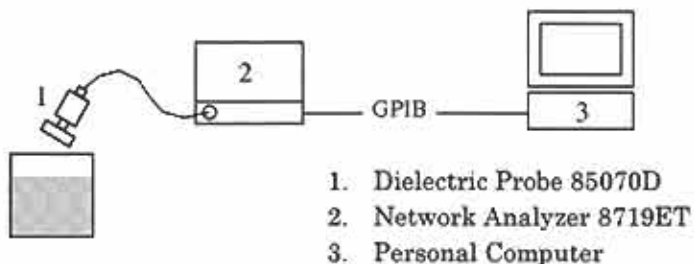 1
2
GPIB
3
1. Dielectric Probe 85070D
2. Network Analyzer 8719ET
3. Personal Computer